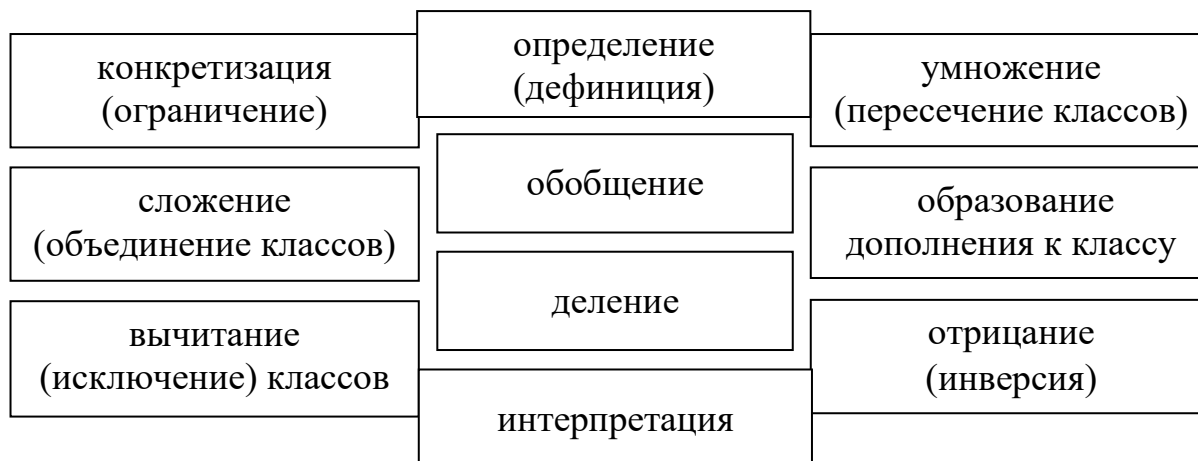 конкретизация
(ограничение)
определение
(дефиниция)
умножение
(пересечение классов)
сложение
(объединение классов)
обобщение
образование
дополнения к классу
вычитание
(исключение) классов
деление
отрицание
(инверсия)
интерпретация